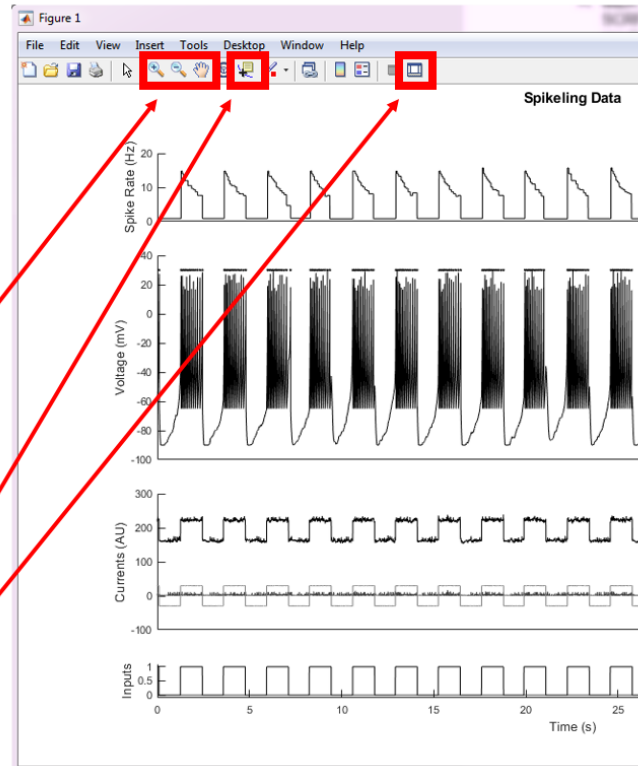 Figure 1
File Edit View Insert Tools Desktop Window Help
Spikeling Data
Spike Rate (Hz)
20
10
0
Voltage (mV)
40
20
0
-20
-40
-60
-80
-100
Currents (AU)
300
200
100
0
-100
Inputs
1
0.5
0
0 5 10 15 20 25
Time (s)